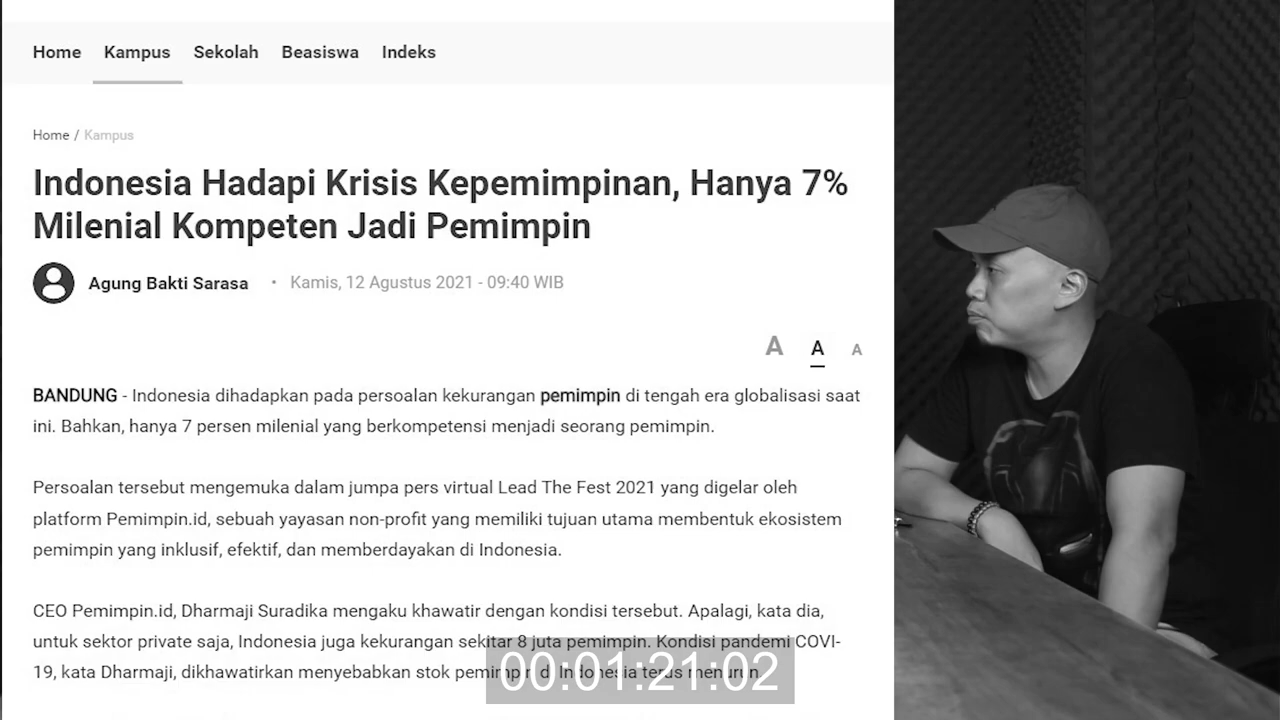 Home Kampus Sekolah Beasiswa Indeks
Home / Kampus
Indonesia Hadapi Krisis Kepemimpinan, Hanya 7%
Milenial Kompeten Jadi Pemimpin
Agung Bakti Sarasa • Kamis, 12 Agustus 2021 - 09:40 WIB
A A A
BANDUNG - Indonesia dihadapkan pada persoalan kekurangan pemimpin di tengah era globalisasi saat
ini. Bahkan, hanya 7 persen milenial yang berkompetensi menjadi seorang pemimpin.
Persoalan tersebut mengemuka dalam jumpa pers virtual Lead The Fest 2021 yang digelar oleh
platform Pemimpin.id, sebuah yayasan non-profit yang memiliki tujuan utama membentuk ekosistem
pemimpin yang inklusif, efektif, dan memberdayakan di Indonesia.
CEO Pemimpin.id, Dharmaji Suradika mengaku khawatir dengan kondisi tersebut. Apalagi, kata dia,
untuk sektor private saja, Indonesia juga kekurangan sekitar 8 juta pemimpin. Kondisi pandemi COVI-
19, kata Dharmaji, dikhawatirkan menyebabkan stok pemimpin di Indonesia terus menurun.
00:01:21:02